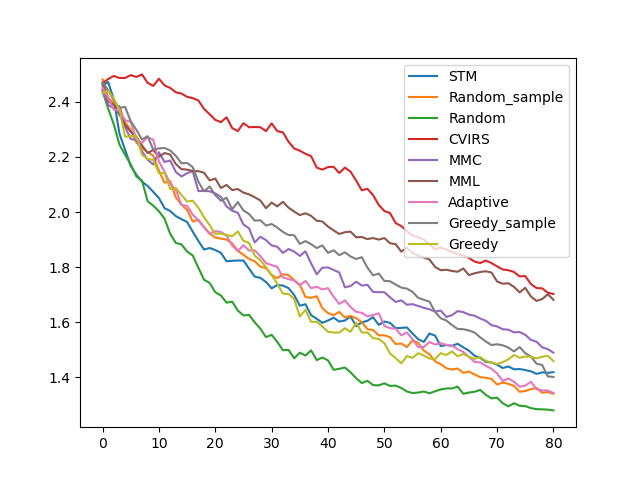 2.4
2.2
2.0
1.8
1.6
1.4
0 10 20 30 40 50 60 70 80
STM
Random_sample
Random
CVIRS
MMC
MML
Adaptive
Greedy_sample
Greedy